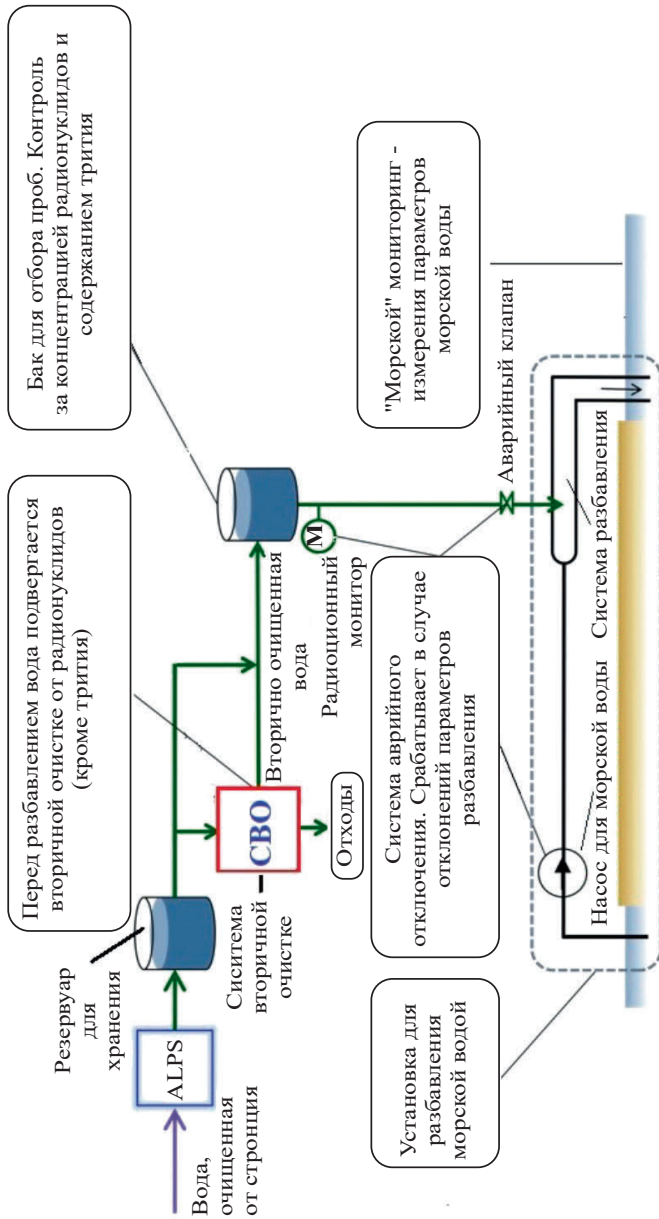 Бак для отбора проб. Контроль
за концентрацией радионуклидов и
содержанием трития
Перед разбавлением вода подвергается
вторичной очистке от радионуклидов
(кроме трития)
Резервуар
для
хранения
ALPS
Вода,
очищенная
от стронция
СВО
Сиситема
вторичной
очистке
Отходы
Вторично очищенная
вода
М
Радиоционный
монитор
"Морской" мониторинг -
измерения параметров
морской воды
Аварийный клапан
Система аврийного
отключения. Срабатывает в случае
отклонений параметров
разбавления
Установка для
разбавления
морской водой
Насос для морской воды
Система разбавления